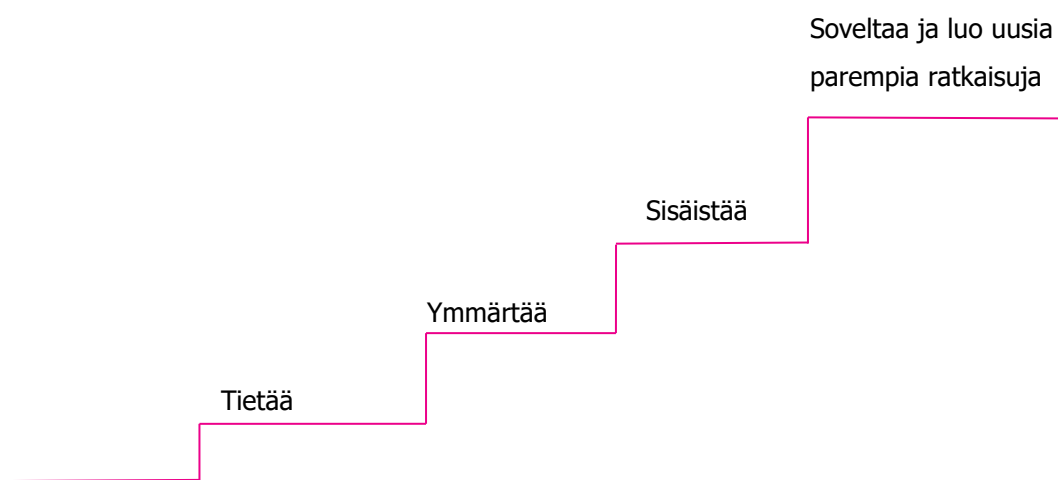 Soveltaa ja luo uusia
parempia ratkaisuja
Sisäistää
Ymmärtää
Tietää